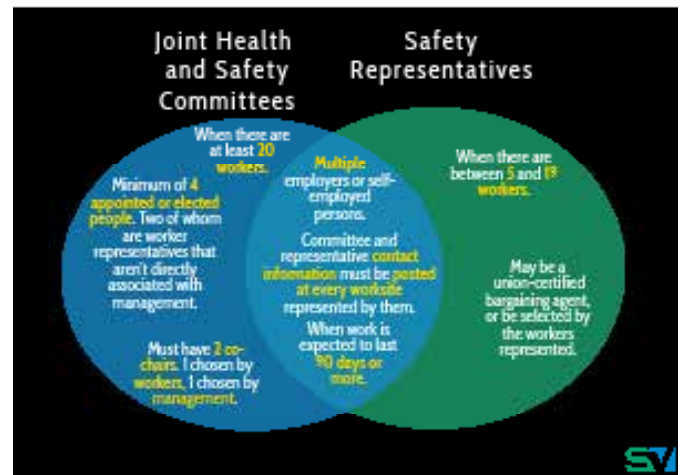 Joint Health
and Safety
Committees
Safety
Representatives
When there are
at least 20
workers.
Minimum of 4
appointed or elected
people. Two of whom
are worker
representatives that
aren't directly
associated with
management.
Must have 2 co-
chairs. 1 chosen by
workers, 1 chosen by
management.
Multiple
employers or self-
employed
persons.
Committee and
representative contact
information must be posted
at every worksite
represented by them.
When work is
expected to last
90 days or
more.
When there are
between 5 and 19
workers.
May be a
union-certified
bargaining agent,
or be selected by
the workers
represented.
SV